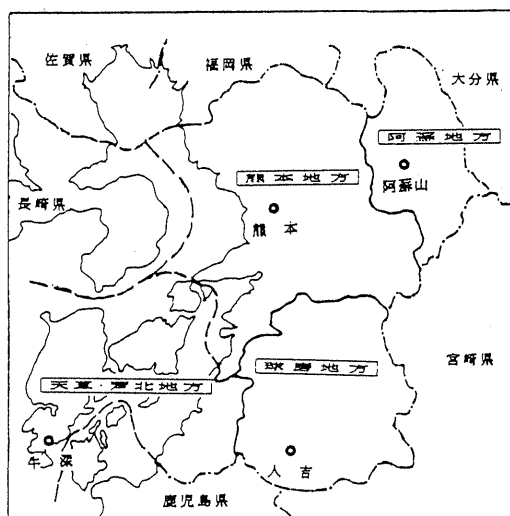 佐賀県
福岡県
大分県
阿蘇地方
阿蘇山
熊本地方
熊本
長崎県
宮崎県
球磨地方
天草・芦北地方
牛深
人吉
鹿児島県